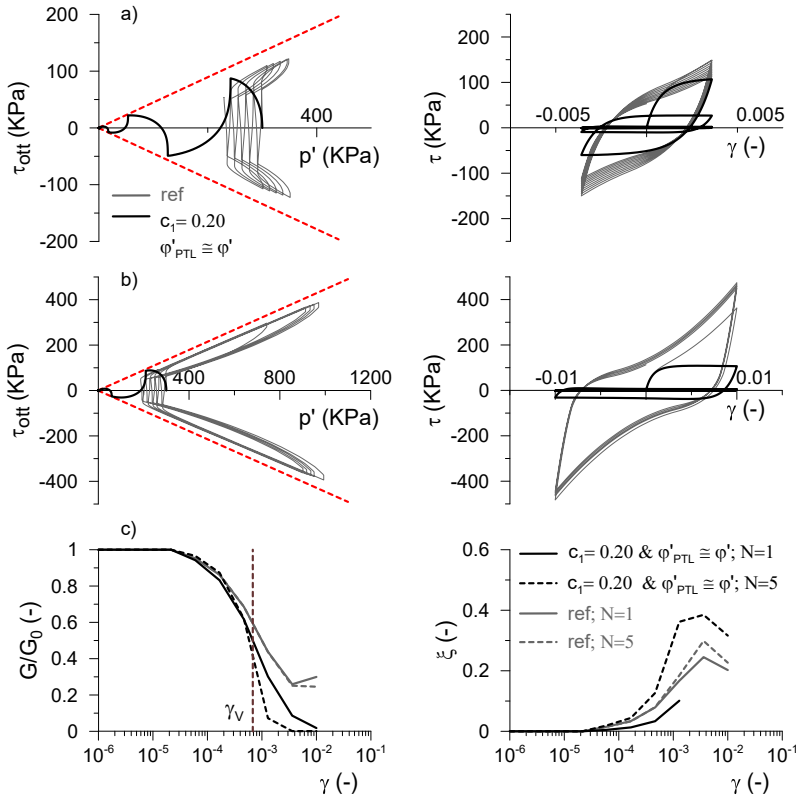 a)
200
100
0
-100
-200
τott (KPa)
400
p' (KPa)
ref
c1= 0.20
φ'PTL ≅ φ'
200
100
0
-100
-200
τ (KPa)
-0.005
0.005
γ (-)
b)
400
200
0
-200
-400
τott (KPa)
400
800
1200
p' (KPa)
400
200
0
-200
-400
τ (KPa)
-0.01
0.01
γ (-)
c)
1
0.8
0.6
0.4
0.2
0
G/G0 (-)
γV
10-6
10-5
10-4
10-3
10-2
10-1
γ (-)
0.6
0.4
0.2
0
ξ (-)
c1= 0.20 & φ'PTL ≅ φ'; N=1
c1= 0.20 & φ'PTL ≅ φ'; N=5
ref; N=1
ref; N=5
10-6
10-5
10-4
10-3
10-2
10-1
γ (-)